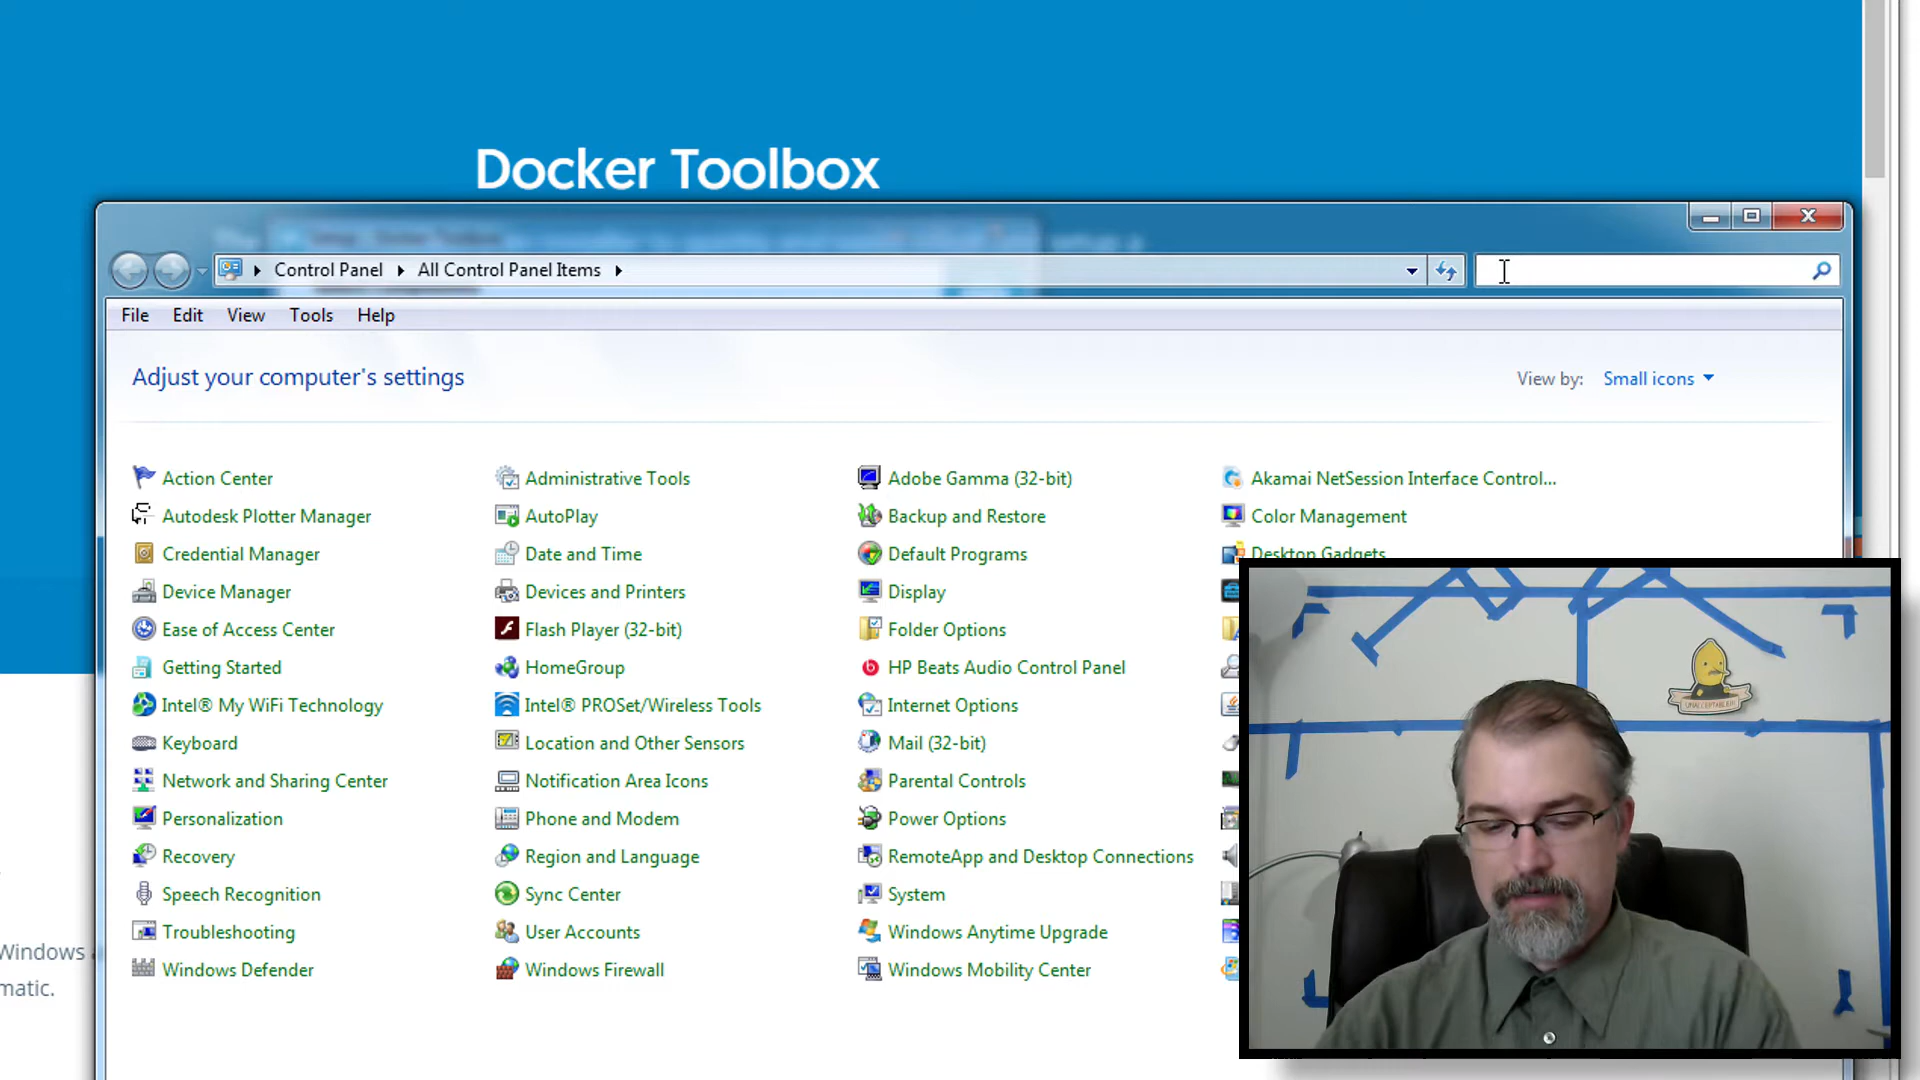 Docker Toolbox
Control Panel All Control Panel Items
File Edit View Tools Help
Adjust your computer's settings
View by: Small icons
Action Center Administrative Tools Adobe Gamma (32-bit) Akamai NetSession Interface Control...
Autodesk Plotter Manager AutoPlay Backup and Restore Color Management
Credential Manager Date and Time Default Programs Desktop Gadgets
Device Manager Devices and Printers Display
Ease of Access Center Flash Player (32-bit) Folder Options
Getting Started HomeGroup HP Beats Audio Control Panel
Intel® My WiFi Technology Intel® PROSet/Wireless Tools Internet Options
Keyboard Location and Other Sensors Mail (32-bit)
Network and Sharing Center Notification Area Icons Parental Controls
Personalization Phone and Modem Power Options
Recovery Region and Language RemoteApp and Desktop Connections
Speech Recognition Sync Center System
Troubleshooting User Accounts Windows Anytime Upgrade
Windows Defender Windows Firewall Windows Mobility Center
Windows
matic.
UNACCEPTABLE!!!